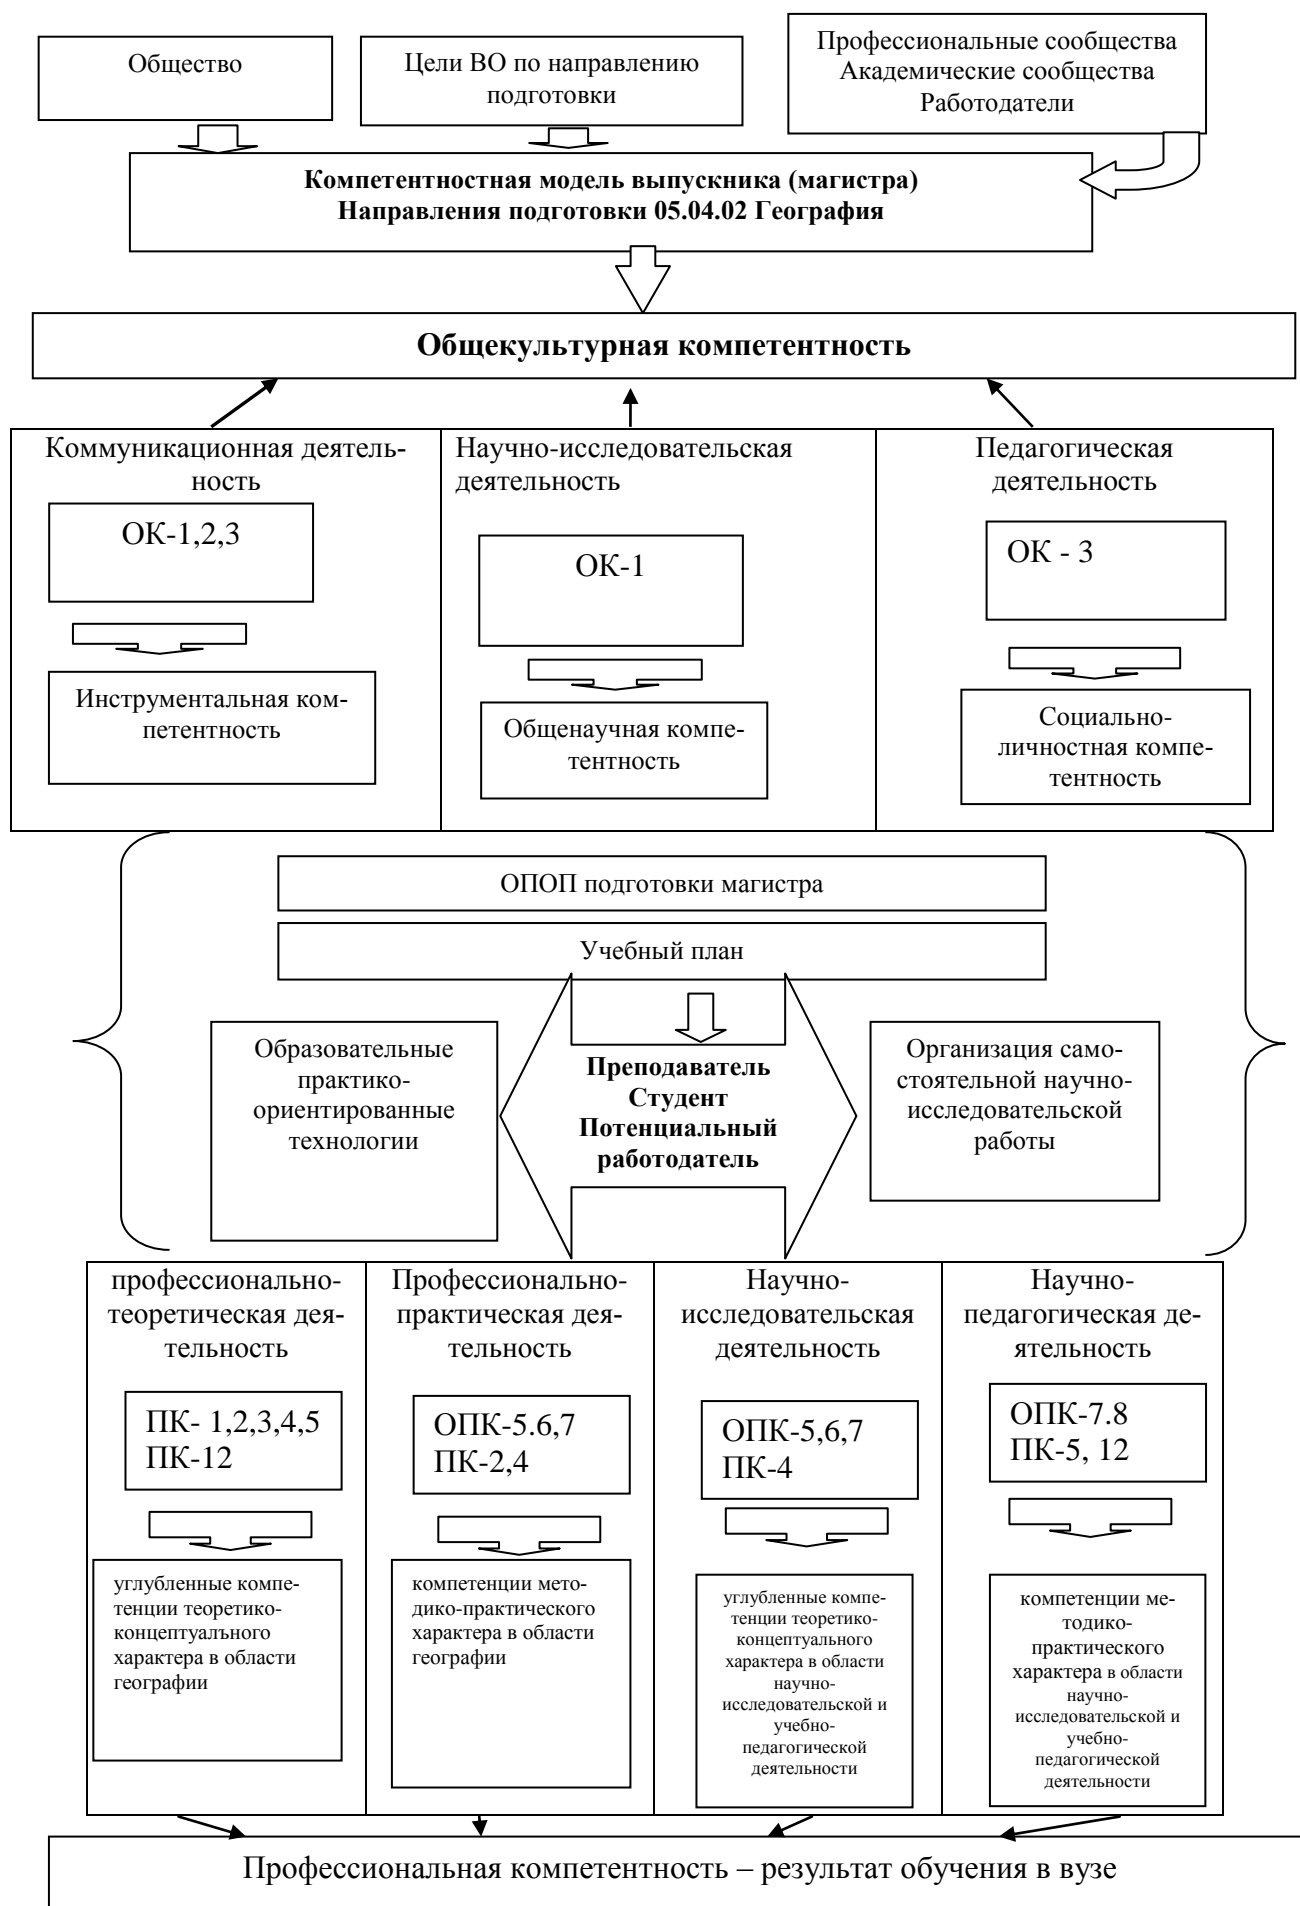 Общество
Цели ВО по направлению
подготовки
Профессиональные сообщества
Академические сообщества
Работодатели
Компетентностная модель выпускника (магистра)
Направления подготовки 05.04.02 География
Общекультурная компетентность
Коммуникационная деятель-
ность
ОК-1,2,3
Инструментальная ком-
петентность
Научно-исследовательская
деятельность
ОК-1
Общенаучная компе-
тентность
Педагогическая
деятельность
ОК - 3
Социально-
личностная компе-
тентность
ОПОП подготовки магистра
Учебный план
Образовательные
практико-
ориентированные
технологии
Преподаватель
Студент
Потенциальный
работодатель
Организация само-
стоятельной научно-
исследовательской
работы
профессионально-
теоретическая дея-
тельность
ПК- 1,2,3,4,5
ПК-12
углубленные компе-
тенции теоретико-
концептуалъного
характера в области
географии
Профессионально-
практическая дея-
тельность
ОПК-5.6,7
ПК-2,4
компетенции мето-
дико-практического
характера в области
географии
Научно-
исследовательская
деятельность
ОПК-5,6,7
ПК-4
углубленные компе-
тенции теоретико-
концептуального
характера в области
научно-
исследовательской и
учебно-
педагогической
деятельности
Научно-
педагогическая де-
ятельность
ОПК-7.8
ПК-5, 12
компетенции ме-
тодико-
практического
характера в области
научно-
исследовательской и
учебно-
педагогической
деятельности
Профессиональная компетентность – результат обучения в вузе